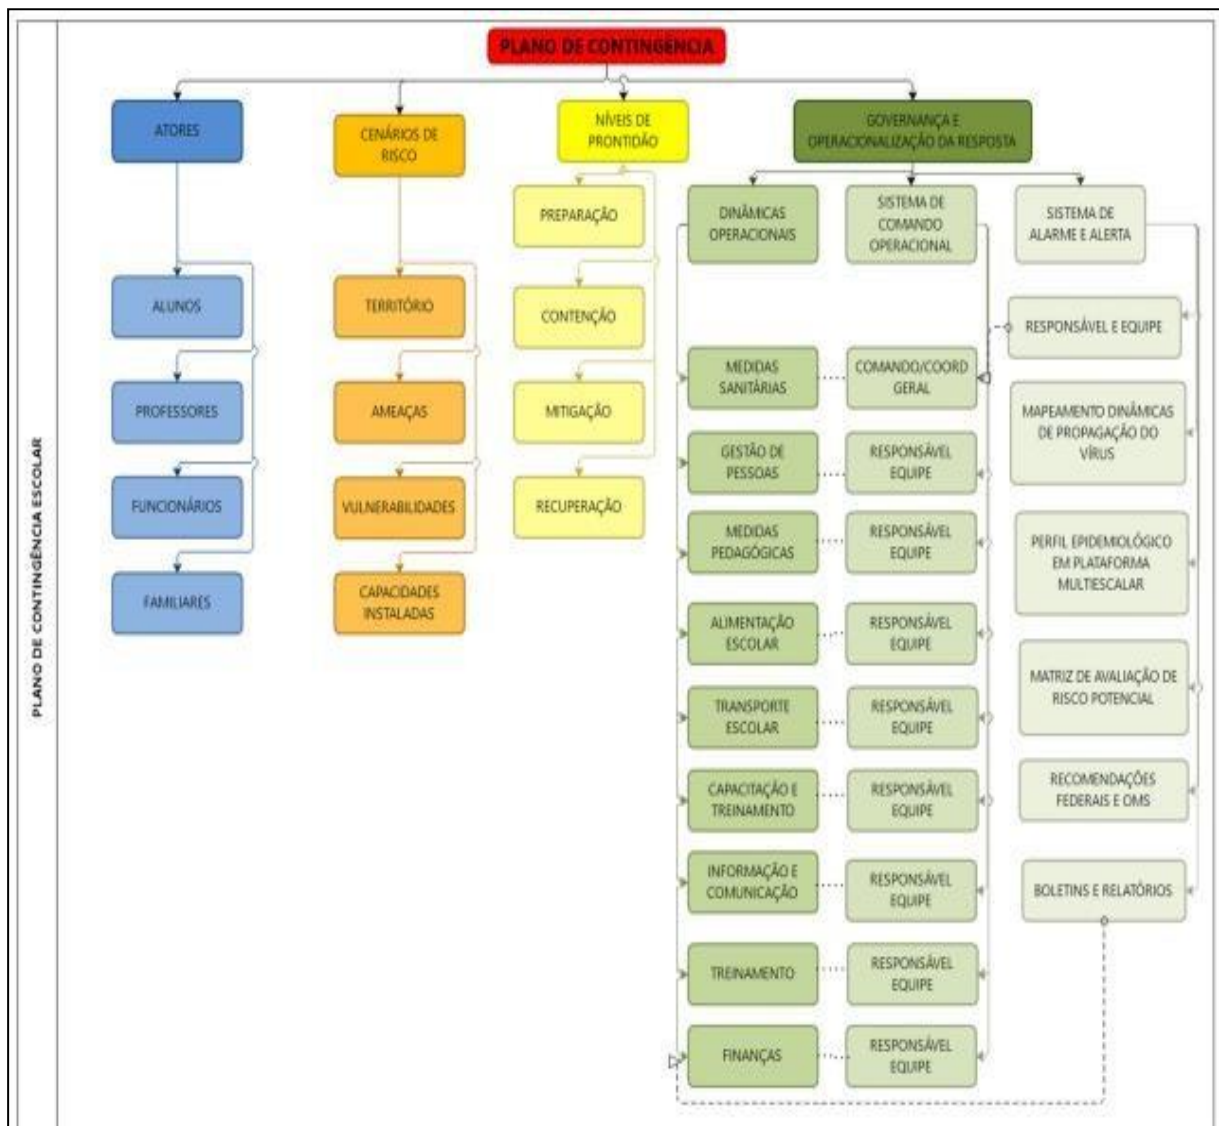 PLANO DE CONTINGÊNCIA ESCOLAR
PLANO DE CONTINGÊNCIA
ATORES
ALUNOS
PROFESSORES
FUNCIONÁRIOS
FAMILIARES
CENÁRIOS DE
RISCO
TERRITÓRIO
AMEAÇAS
VULNERABILIDADES
CAPACIDADES
INSTALADAS
NÍVEIS DE
PRONTIDÃO
PREPARAÇÃO
CONTENÇÃO
MITIGAÇÃO
RECUPERAÇÃO
GOVERNANÇA E
OPERACIONALIZAÇÃO DA RESPOSTA
DINÂMICAS
OPERACIONAIS
MEDIDAS
SANITÁRIAS
GESTÃO DE
PESSOAS
MEDIDAS
PEDAGÓGICAS
ALIMENTAÇÃO
ESCOLAR
TRANSPORTE
ESCOLAR
CAPACITAÇÃO E
TREINAMENTO
INFORMAÇÃO E
COMUNICAÇÃO
TREINAMENTO
FINANÇAS
SISTEMA DE
COMANDO
OPERACIONAL
COMANDO/COORD
GERAL
RESPONSÁVEL
EQUIPE
RESPONSÁVEL
EQUIPE
RESPONSÁVEL
EQUIPE
RESPONSÁVEL
EQUIPE
RESPONSÁVEL
EQUIPE
RESPONSÁVEL
EQUIPE
RESPONSÁVEL
EQUIPE
RESPONSÁVEL
EQUIPE
SISTEMA DE
ALARME E ALERTA
RESPONSÁVEL E EQUIPE
MAPEAMENTO DINÂMICAS
DE PROPAGAÇÃO DO
VÍRUS
PERFIL EPIDEMIOLÓGICO
EM PLATAFORMA
MULTIESCALAR
MATRIZ DE AVALIAÇÃO DE
RISCO POTENCIAL
RECOMENDAÇÕES
FEDERAIS E OMS
BOLETINS E RELATÓRIOS